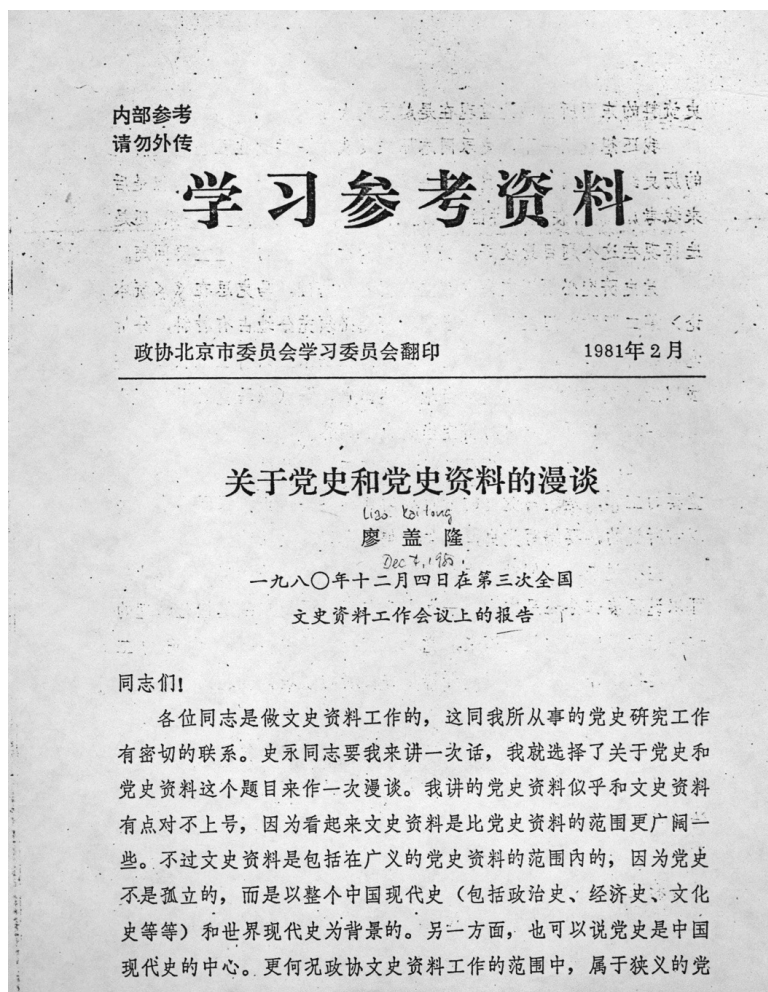 内部参考
请勿外传
学习参考资料
政协北京市委员会学习委员会翻印 1981年2月
关于党史和党史资料的漫谈
Liao Kailong
廖盖隆
Dec 4, 1980.
一九八〇年十二月四日在第三次全国
文史资料工作会议上的报告
同志们!
各位同志是做文史资料工作的，这同我所从事的党史研究工作
有密切的联系。史永同志要我来讲一次话，我就选择了关于党史和
党史资料这个题目来作一次漫谈。我讲的党史资料似乎和文史资料
有点对不上号，因为看起来文史资料是比党史资料的范围更广阔一
些。不过文史资料是包括在广义的党史资料的范围内的，因为党史
不是孤立的，而是以整个中国现代史（包括政治史、经济史、文化
史等等）和世界现代史为背景的。另一方面，也可以说党史是中国
现代史的中心。更何况政协文史资料工作的范围中，属于狭义的党